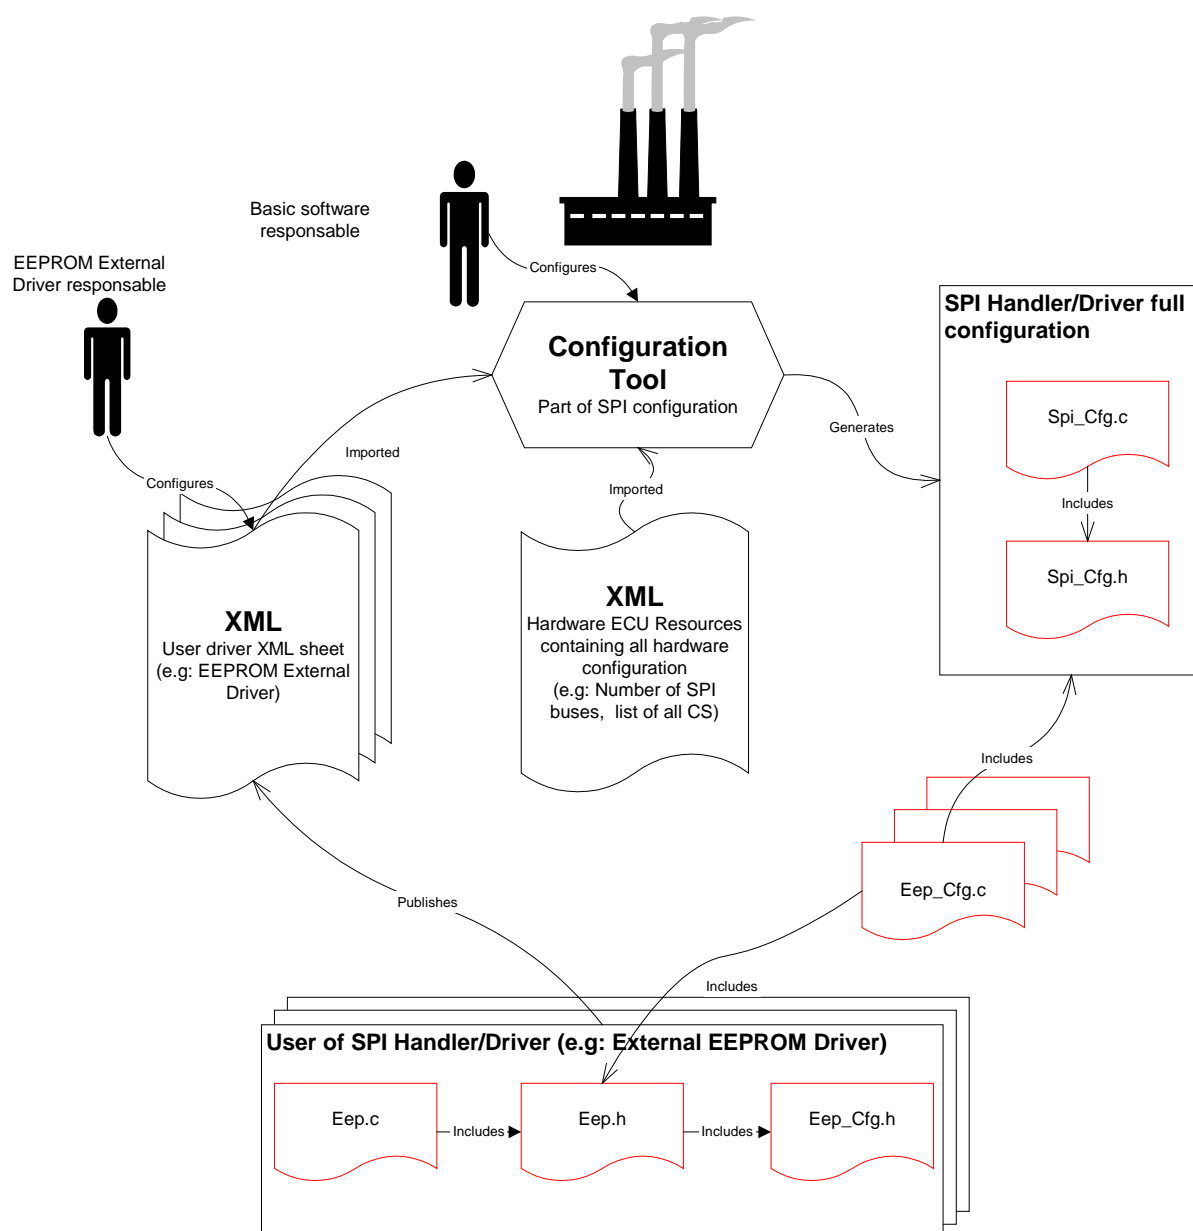 Basic software
responsable
EEPROM External
Driver responsable
Configures
SPI Handler/Driver full
configuration
Configuration
Tool
Part of SPI configuration
Spi_Cfg.c
Generates
Imported
Configures
Imported
Includes
Spi_Cfg.h
XML
User driver XML sheet
(e.g: EEPROM External
Driver)
XML
Hardware ECU Resources
containing all hardware
configuration
(e.g: Number of SPI
buses,  list of all CS)
Includes
Eep_Cfg.c
Publishes
Includes
User of SPI Handler/Driver (e.g: External EEPROM Driver)
Eep.c
Includes
Eep.h
Includes
Eep_Cfg.h